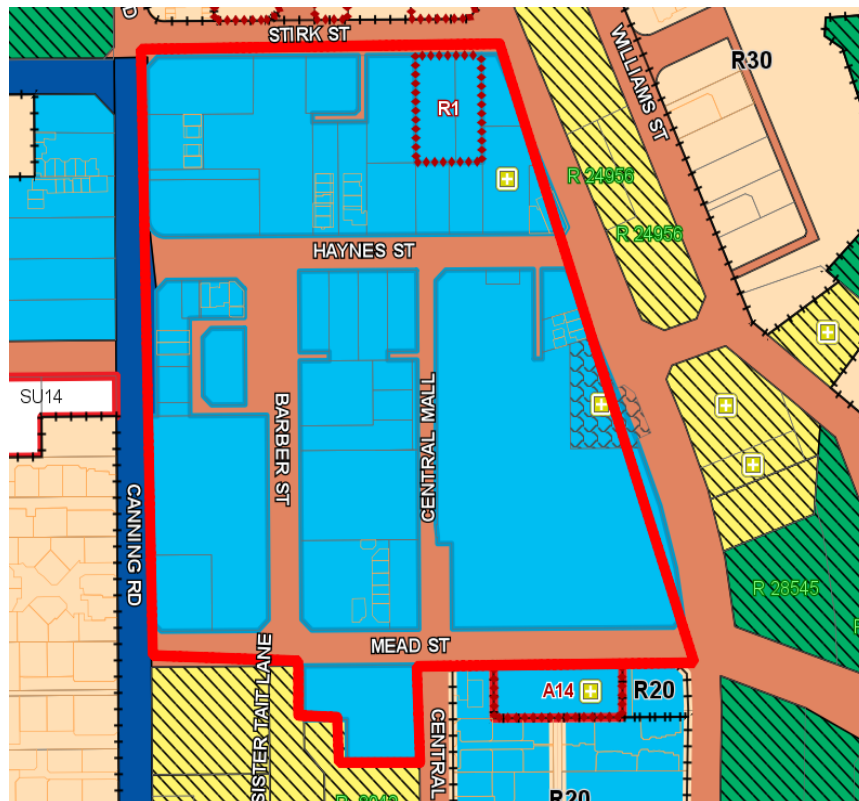 D
STIRK ST
WILLIAMS ST
R30
R1
R 24956
R 24956
HAYNES ST
SU14
BARBER ST
CENTRAL MALL
CANNING RD
R 28545
MEAD ST
SISTER TAIT LANE
A14
R20
CENTRAL
R20